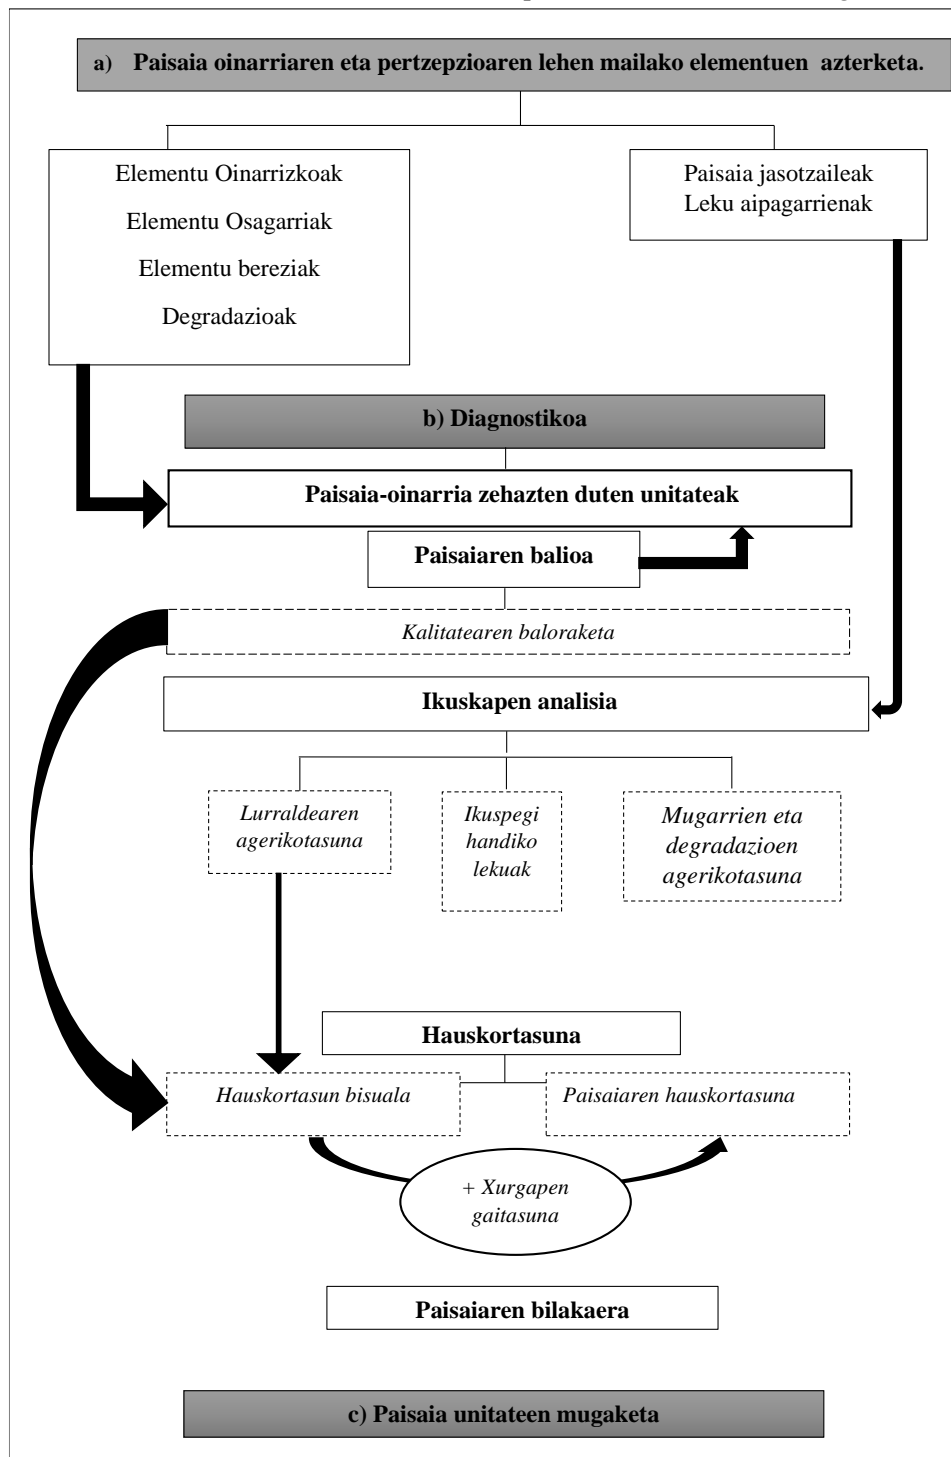 a) Paisaia oinarriaren eta pertzepzioaren lehen mailako elementuen azterketa.
Elementu Oinarrizkoak
Elementu Osagarriak
Elementu bereziak
Degradazioak
Paisaia jasotzaileak
Leku aipagarrienak
b) Diagnostikoa
Paisaia-oinarria zehazten duten unitateak
Paisaiaren balioa
Kalitatearen baloraketa
Ikuskapen analisia
Lurraldearen
agerikotasuna
Ikuspegi
handiko
lekuak
Mugarrien eta
degradazioen
agerikotasuna
Hauskortasuna
Hauskortasun bisuala
Paisaiaren hauskortasuna
+ Xurgapen
gaitasuna
Paisaiaren bilakaera
c) Paisaia unitateen mugaketa